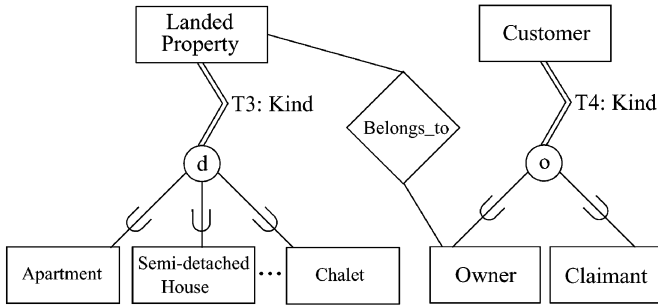 Landed
Property
Customer
T3: Kind
T4: Kind
Belongs_to
d
o
Apartment
Semi-detached
House
...
Chalet
Owner
Claimant